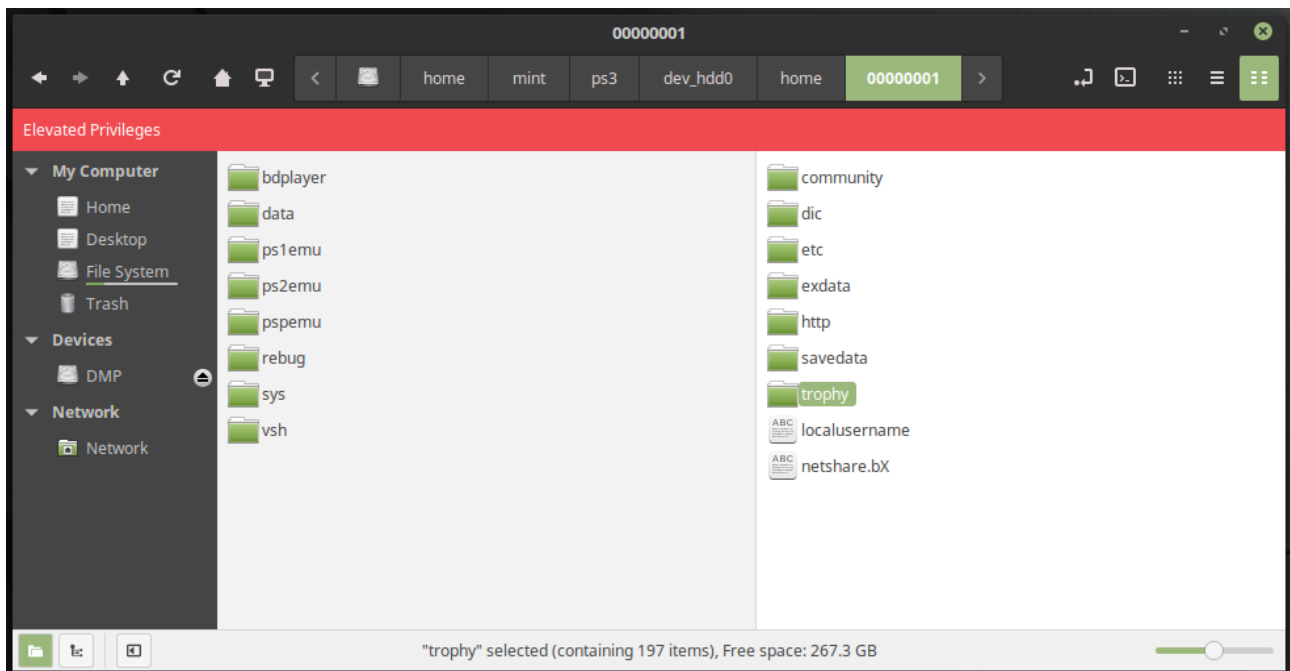 00000001
home
mint
ps3
dev_hdd0
home
00000001
Elevated Privileges
My Computer
Home
Desktop
File System
Trash
Devices
DMP
Network
Network
bdplayer
data
ps1emu
ps2emu
pspemu
rebug
sys
vsh
community
dic
etc
exdata
http
savedata
trophy
ABC
localusername
ABC
netshare.bX
"trophy" selected (containing 197 items), Free space: 267.3 GB